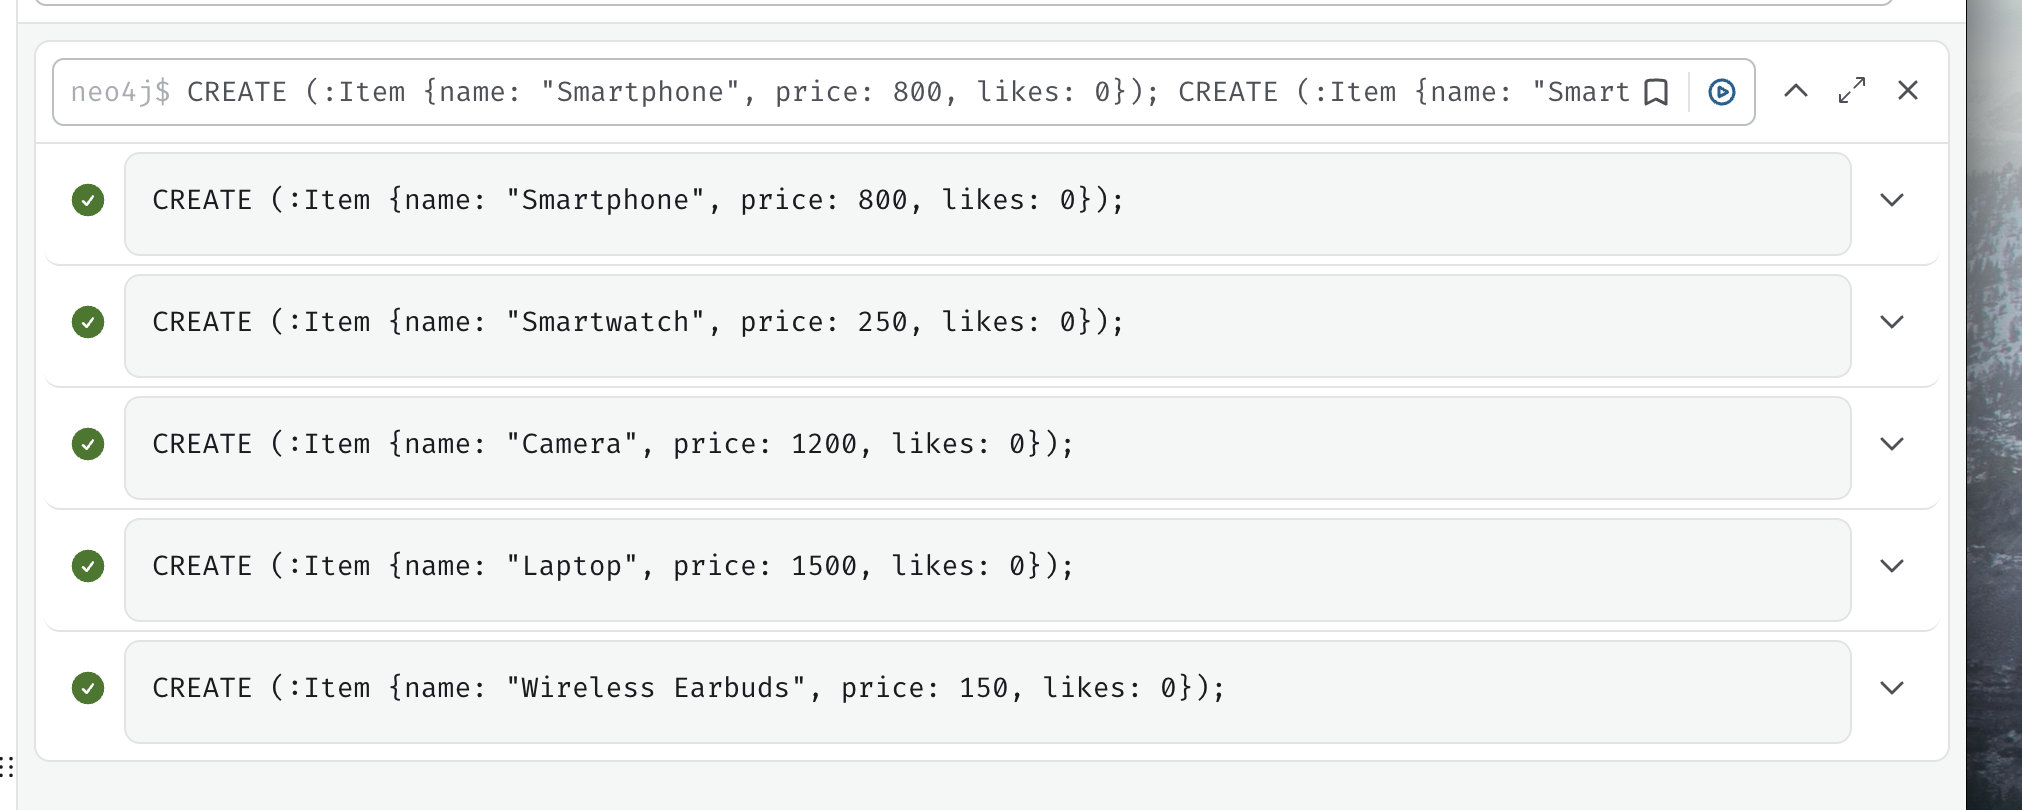 neo4j$ CREATE (:Item {name: "Smartphone", price: 800, likes: 0}); CREATE (:Item {name: "Smart
CREATE (:Item {name: "Smartphone", price: 800, likes: 0});
CREATE (:Item {name: "Smartwatch", price: 250, likes: 0});
CREATE (:Item {name: "Camera", price: 1200, likes: 0});
CREATE (:Item {name: "Laptop", price: 1500, likes: 0});
CREATE (:Item {name: "Wireless Earbuds", price: 150, likes: 0});